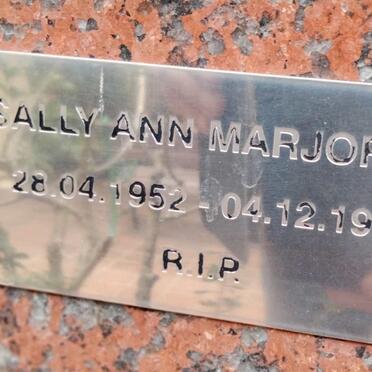 SALLY ANN MARJOR
28.04.1952 - 04.12.19
R.I.P.